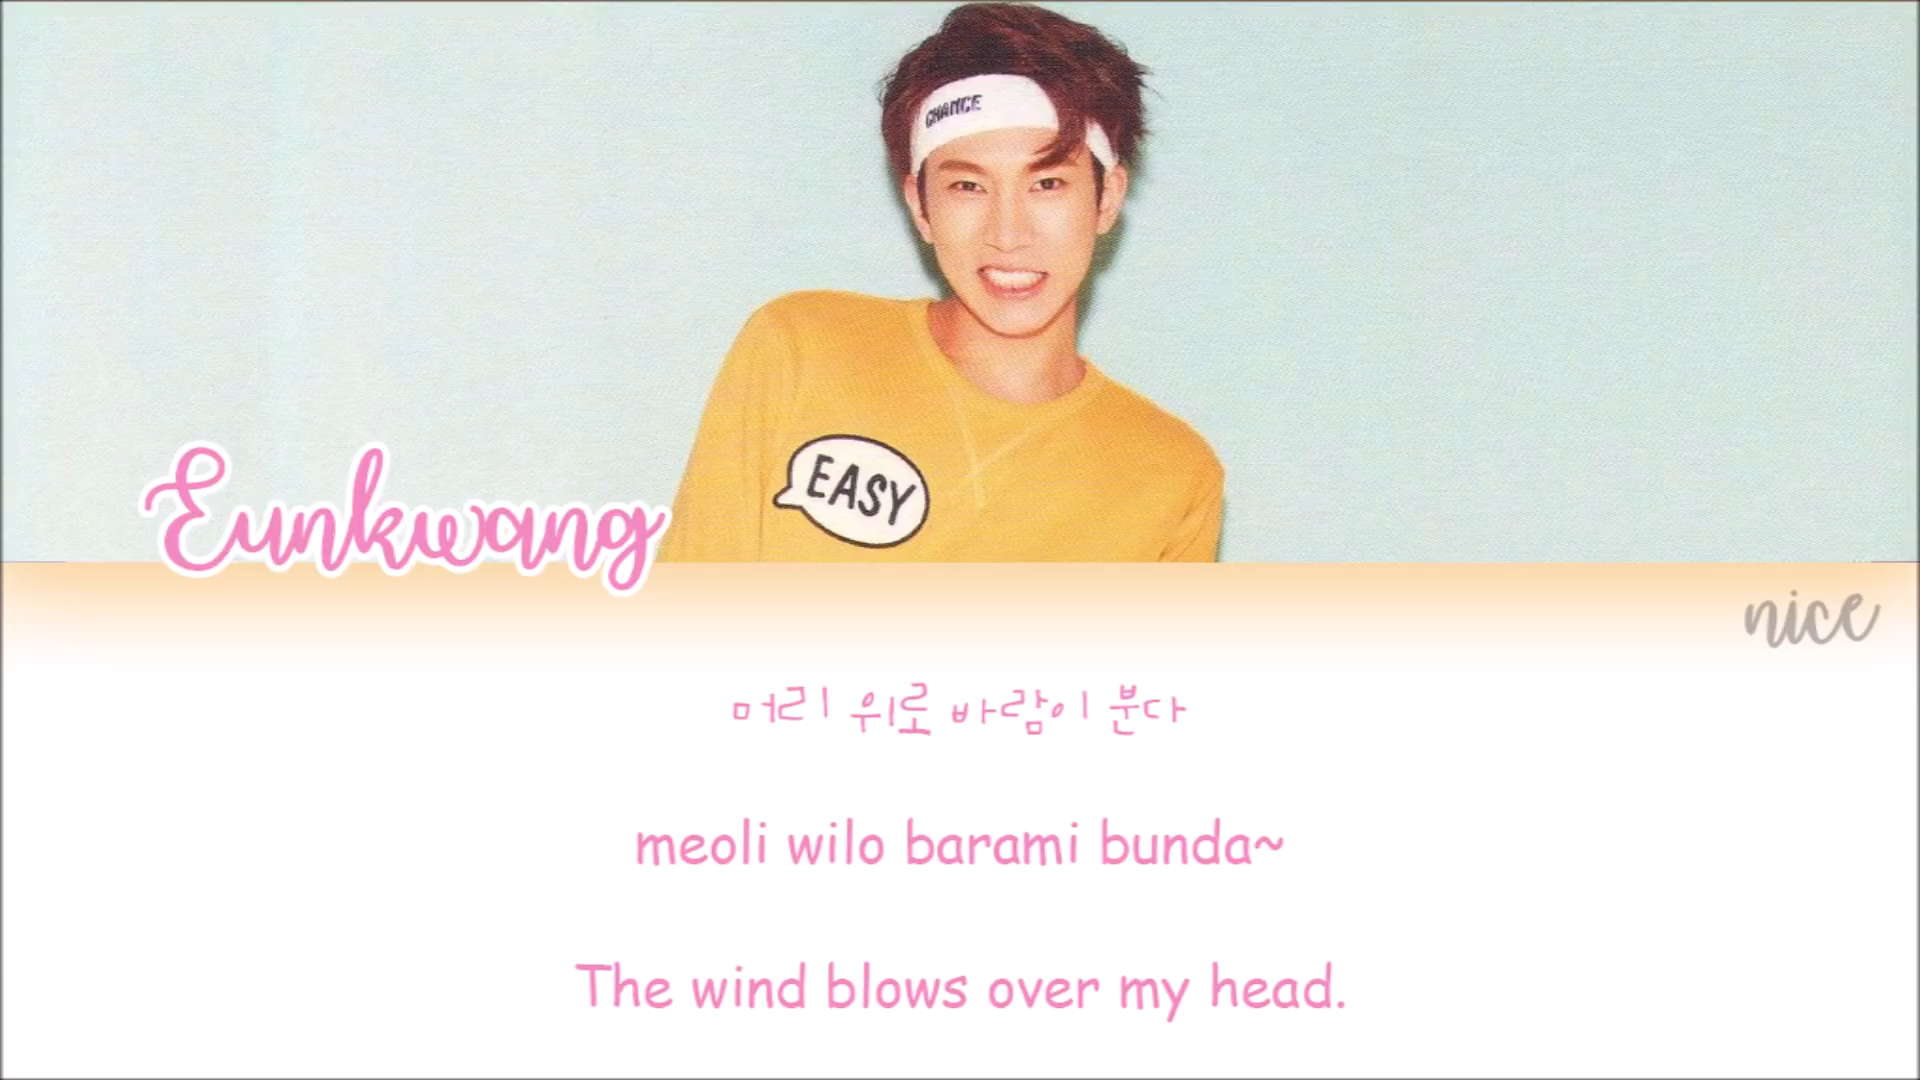 CHANCE
EASY
Eunkwang
nice
머리 위로 바람이 분다
meoli wilo barami bunda~
The wind blows over my head.